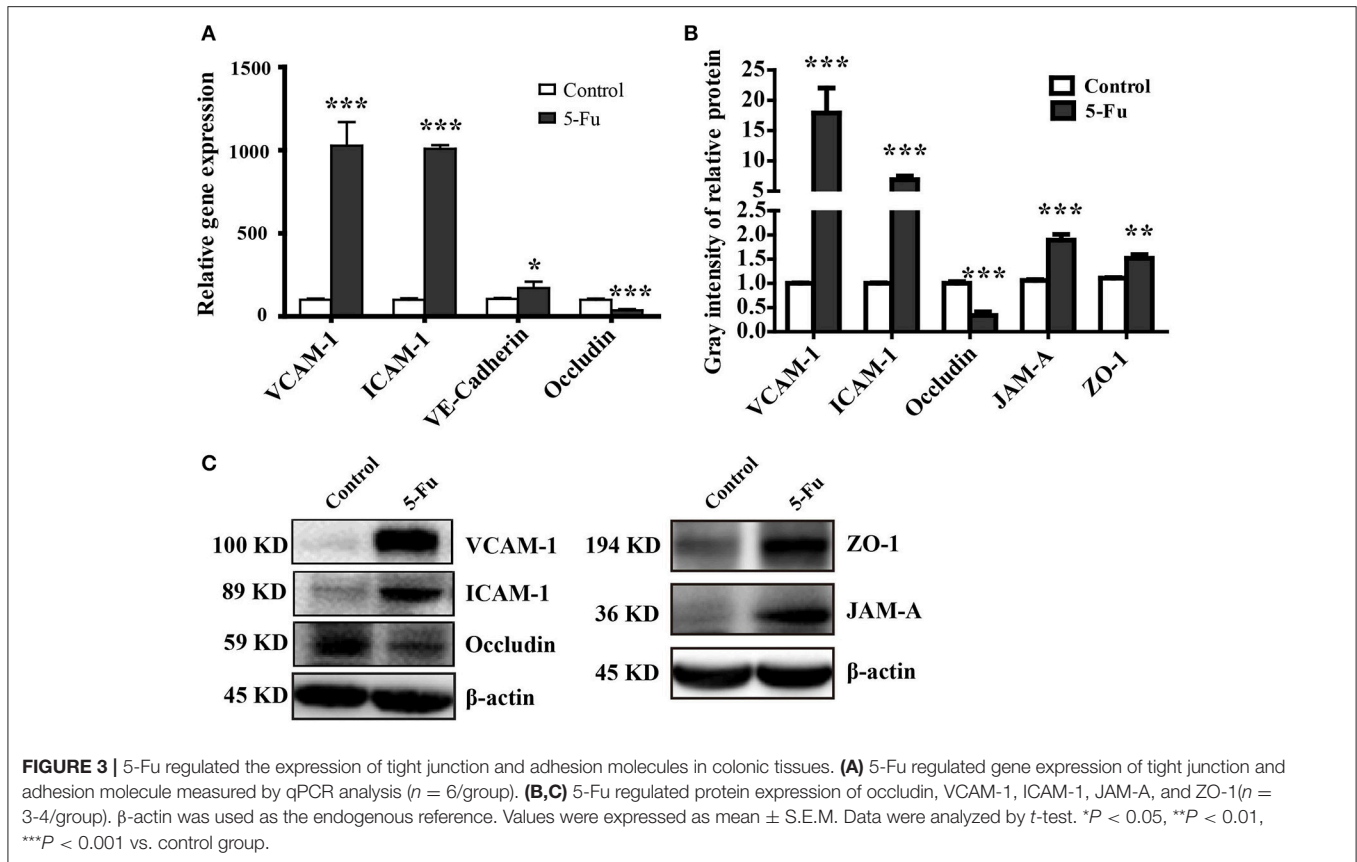 A
1500
1000
500
0
Relative gene expression
Control
5-Fu
***
***
*
***
VCAM-1
ICAM-1
VE-Cadherin
Occludin
B
25
20
15
10
5
2.5
2.0
1.5
1.0
0.5
0.0
Gray intensity of relative protein
Control
5-Fu
***
***
***
***
**
VCAM-1
ICAM-1
Occludin
JAM-A
ZO-1
C
Control 5-Fu
100 KD VCAM-1
89 KD ICAM-1
59 KD Occludin
45 KD β-actin
Control 5-Fu
194 KD ZO-1
36 KD JAM-A
45 KD β-actin
FIGURE 3 | 5-Fu regulated the expression of tight junction and adhesion molecules in colonic tissues. (A) 5-Fu regulated gene expression of tight junction and
adhesion molecule measured by qPCR analysis (n = 6/group). (B,C) 5-Fu regulated protein expression of occludin, VCAM-1, ICAM-1, JAM-A, and ZO-1(n =
3-4/group). β-actin was used as the endogenous reference. Values were expressed as mean ± S.E.M. Data were analyzed by t-test. *P < 0.05, **P < 0.01,
***P < 0.001 vs. control group.